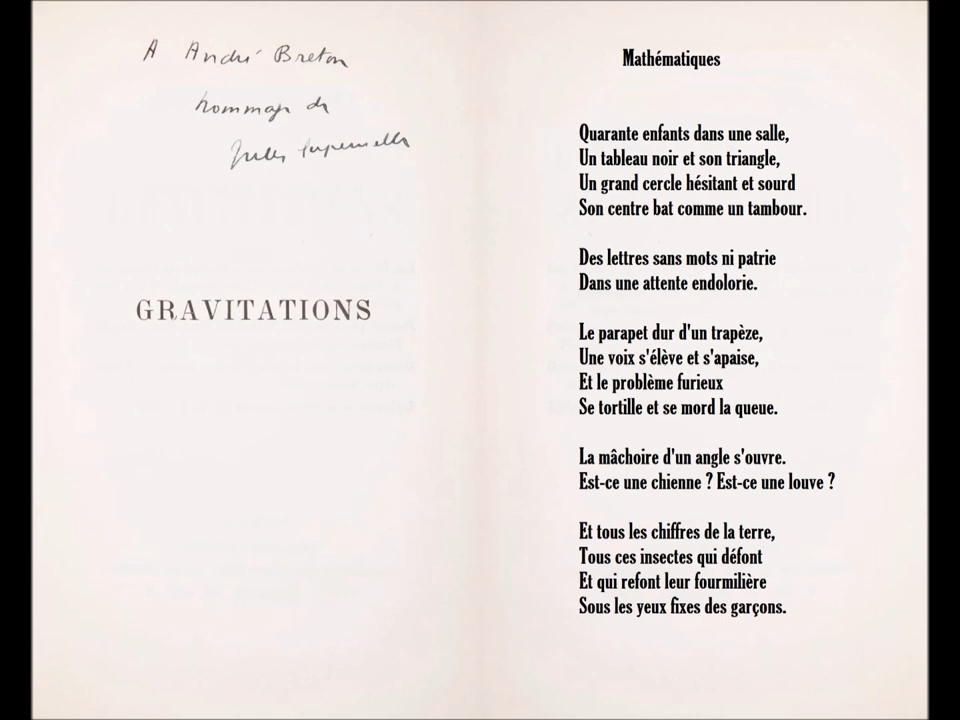 A André Breton
hommage de
Jules Supervielle
GRAVITATIONS
Mathématiques
Quarante enfants dans une salle,
Un tableau noir et son triangle,
Un grand cercle hésitant et sourd
Son centre bat comme un tambour.
Des lettres sans mots ni patrie
Dans une attente endolorie.
Le parapet dur d'un trapèze,
Une voix s'élève et s'apaise,
Et le problème furieux
Se tortille et se mord la queue.
La mâchoire d'un angle s'ouvre.
Est-ce une chienne ? Est-ce une louve ?
Et tous les chiffres de la terre,
Tous ces insectes qui défont
Et qui refont leur fourmilière
Sous les yeux fixes des garçons.